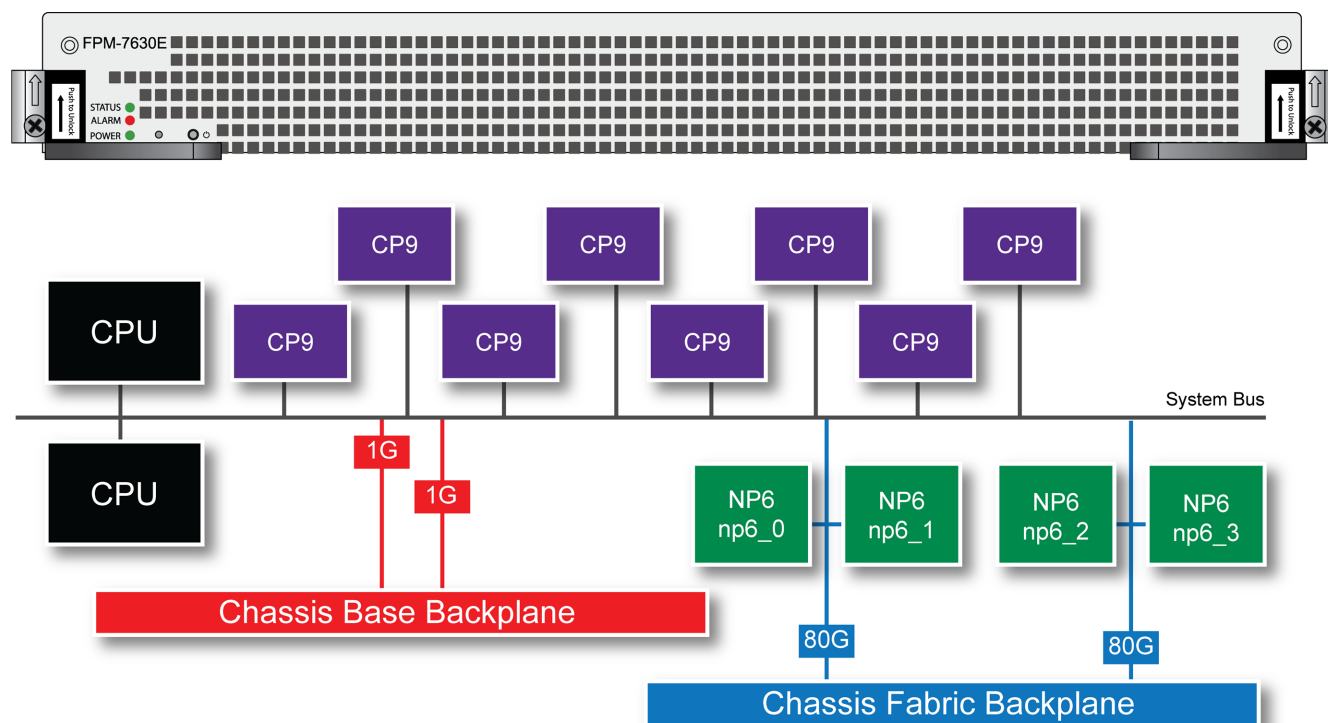 FPM-7630E
Push to Unlock
Push to Unlock
STATUS
ALARM
POWER
CP9
CP9
CP9
CP9
CPU
CP9
CP9
CP9
CP9
System Bus
CPU
1G
1G
NP6
np6_0
NP6
np6_1
NP6
np6_2
NP6
np6_3
Chassis Base Backplane
80G
80G
Chassis Fabric Backplane